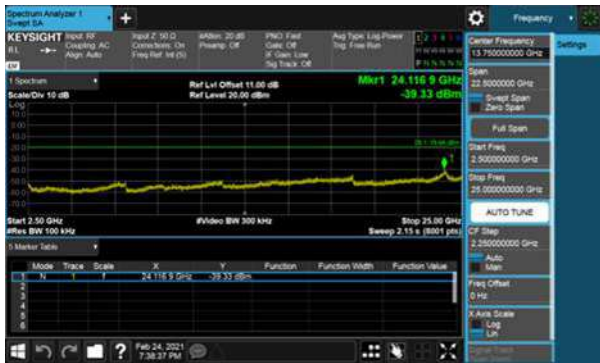 Spectrum Analyzer 1
Swept SA
+
Frequency
KEYSIGHT Input: RF
Coupling: AC
Align: Auto
Input Z: 50 Ω
Corrections: On
Freq Ref: Int (S)
#Atten: 20 dB
Preamp: Off
PNO: Fast
Gate: Off
IF Gain: Low
Sig Track: Off
Avg Type: Log-Power
Trig: Free Run
1 Spectrum
Scale/Div 10 dB
Ref Lvl Offset 11.00 dB
Ref Level 20.00 dBm
Mkr1 24.116 9 GHz
-39.33 dBm
Log
Start 2.50 GHz
#Res BW 100 kHz
#Video BW 300 kHz
Stop 25.00 GHz
Sweep 2.15 s (8001 pts)
5 Marker Table
Mode Trace Scale X Y Function Function Width Function Value
1 N 1 f 24.116 9 GHz -39.33 dBm
2
3
4
5
6
Feb 24, 2021
7:38:37 PM
Center Frequency
13.750000000 GHz
Settings
Span
22.5000000 GHz
Swept Span
Zero Span
Full Span
Start Freq
2.500000000 GHz
Stop Freq
25.000000000 GHz
AUTO TUNE
CF Step
2.250000000 GHz
Auto
Man
Freq Offset
0 Hz
X Axis Scale
Log
Lin